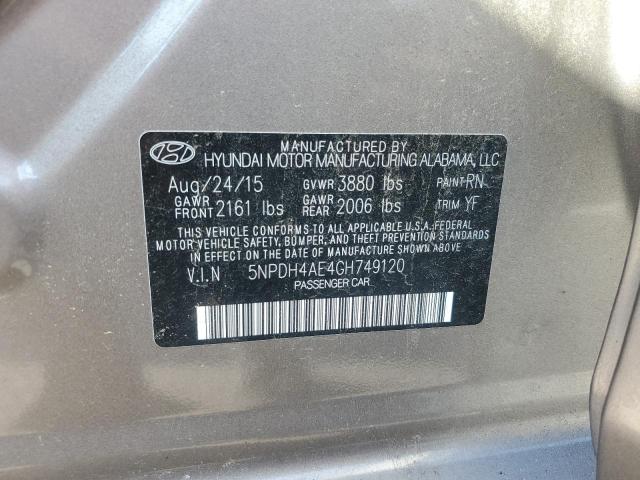 MANUFACTURED BY
HYUNDAI MOTOR MANUFACTURING ALABAMA, LLC
Aug/24/15 GVWR 3880 lbs PAINT RN
GAWR FRONT 2161 lbs GAWR REAR 2006 lbs TRIM YF
THIS VEHICLE CONFORMS TO ALL APPLICABLE U.S.A. FEDERAL
MOTOR VEHICLE SAFETY, BUMPER, AND THEFT PREVENTION STANDARDS
IN EFFECT ON THE DATE OF MANUFACTURE SHOWN ABOVE.
V.I.N 5NPDH4AE4GH749120
PASSENGER CAR